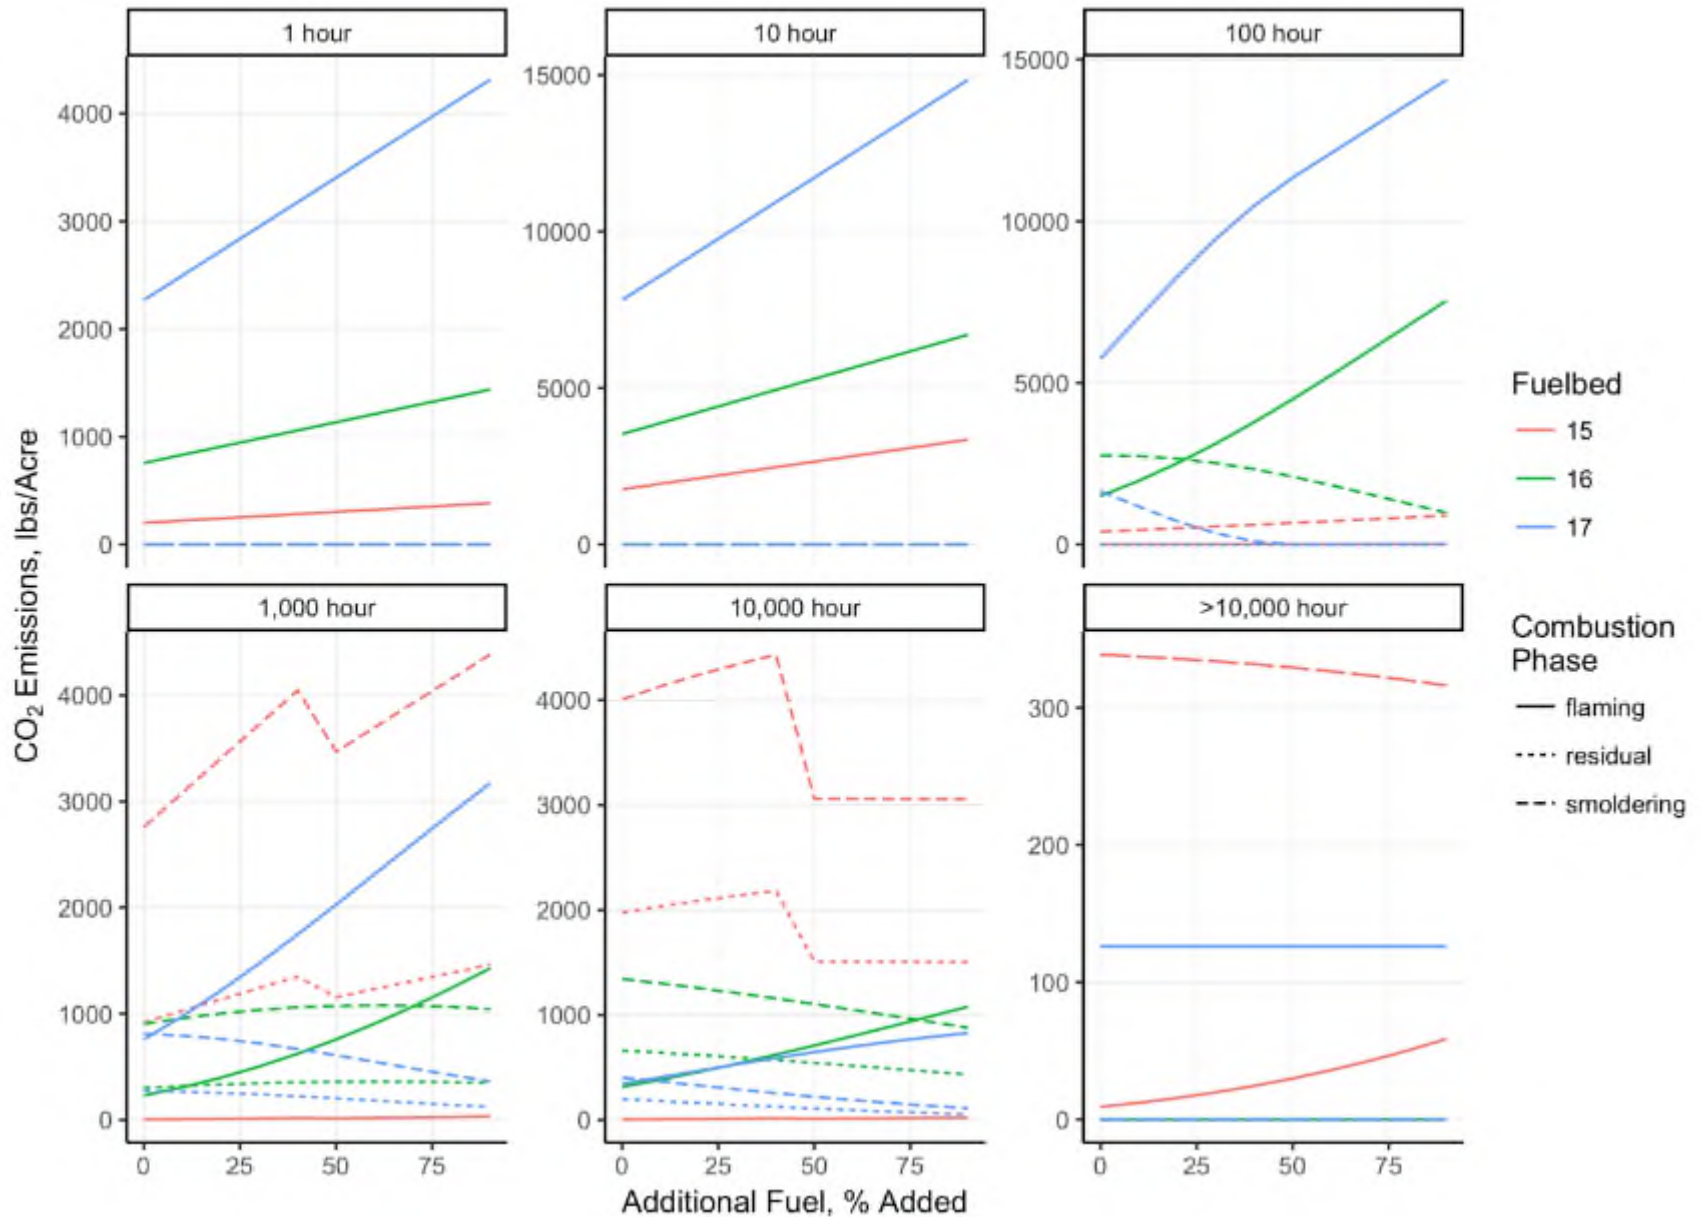 1 hour
10 hour
100 hour
4000
3000
2000
1000
0
15000
10000
5000
0
15000
10000
5000
0
1,000 hour
10,000 hour
>10,000 hour
4000
3000
2000
1000
0
4000
3000
2000
1000
0
300
200
100
0
0 25 50 75
0 25 50 75
0 25 50 75
CO₂ Emissions, lbs/Acre
Additional Fuel, % Added
Fuelbed
15
16
17
Combustion
Phase
flaming
residual
smoldering